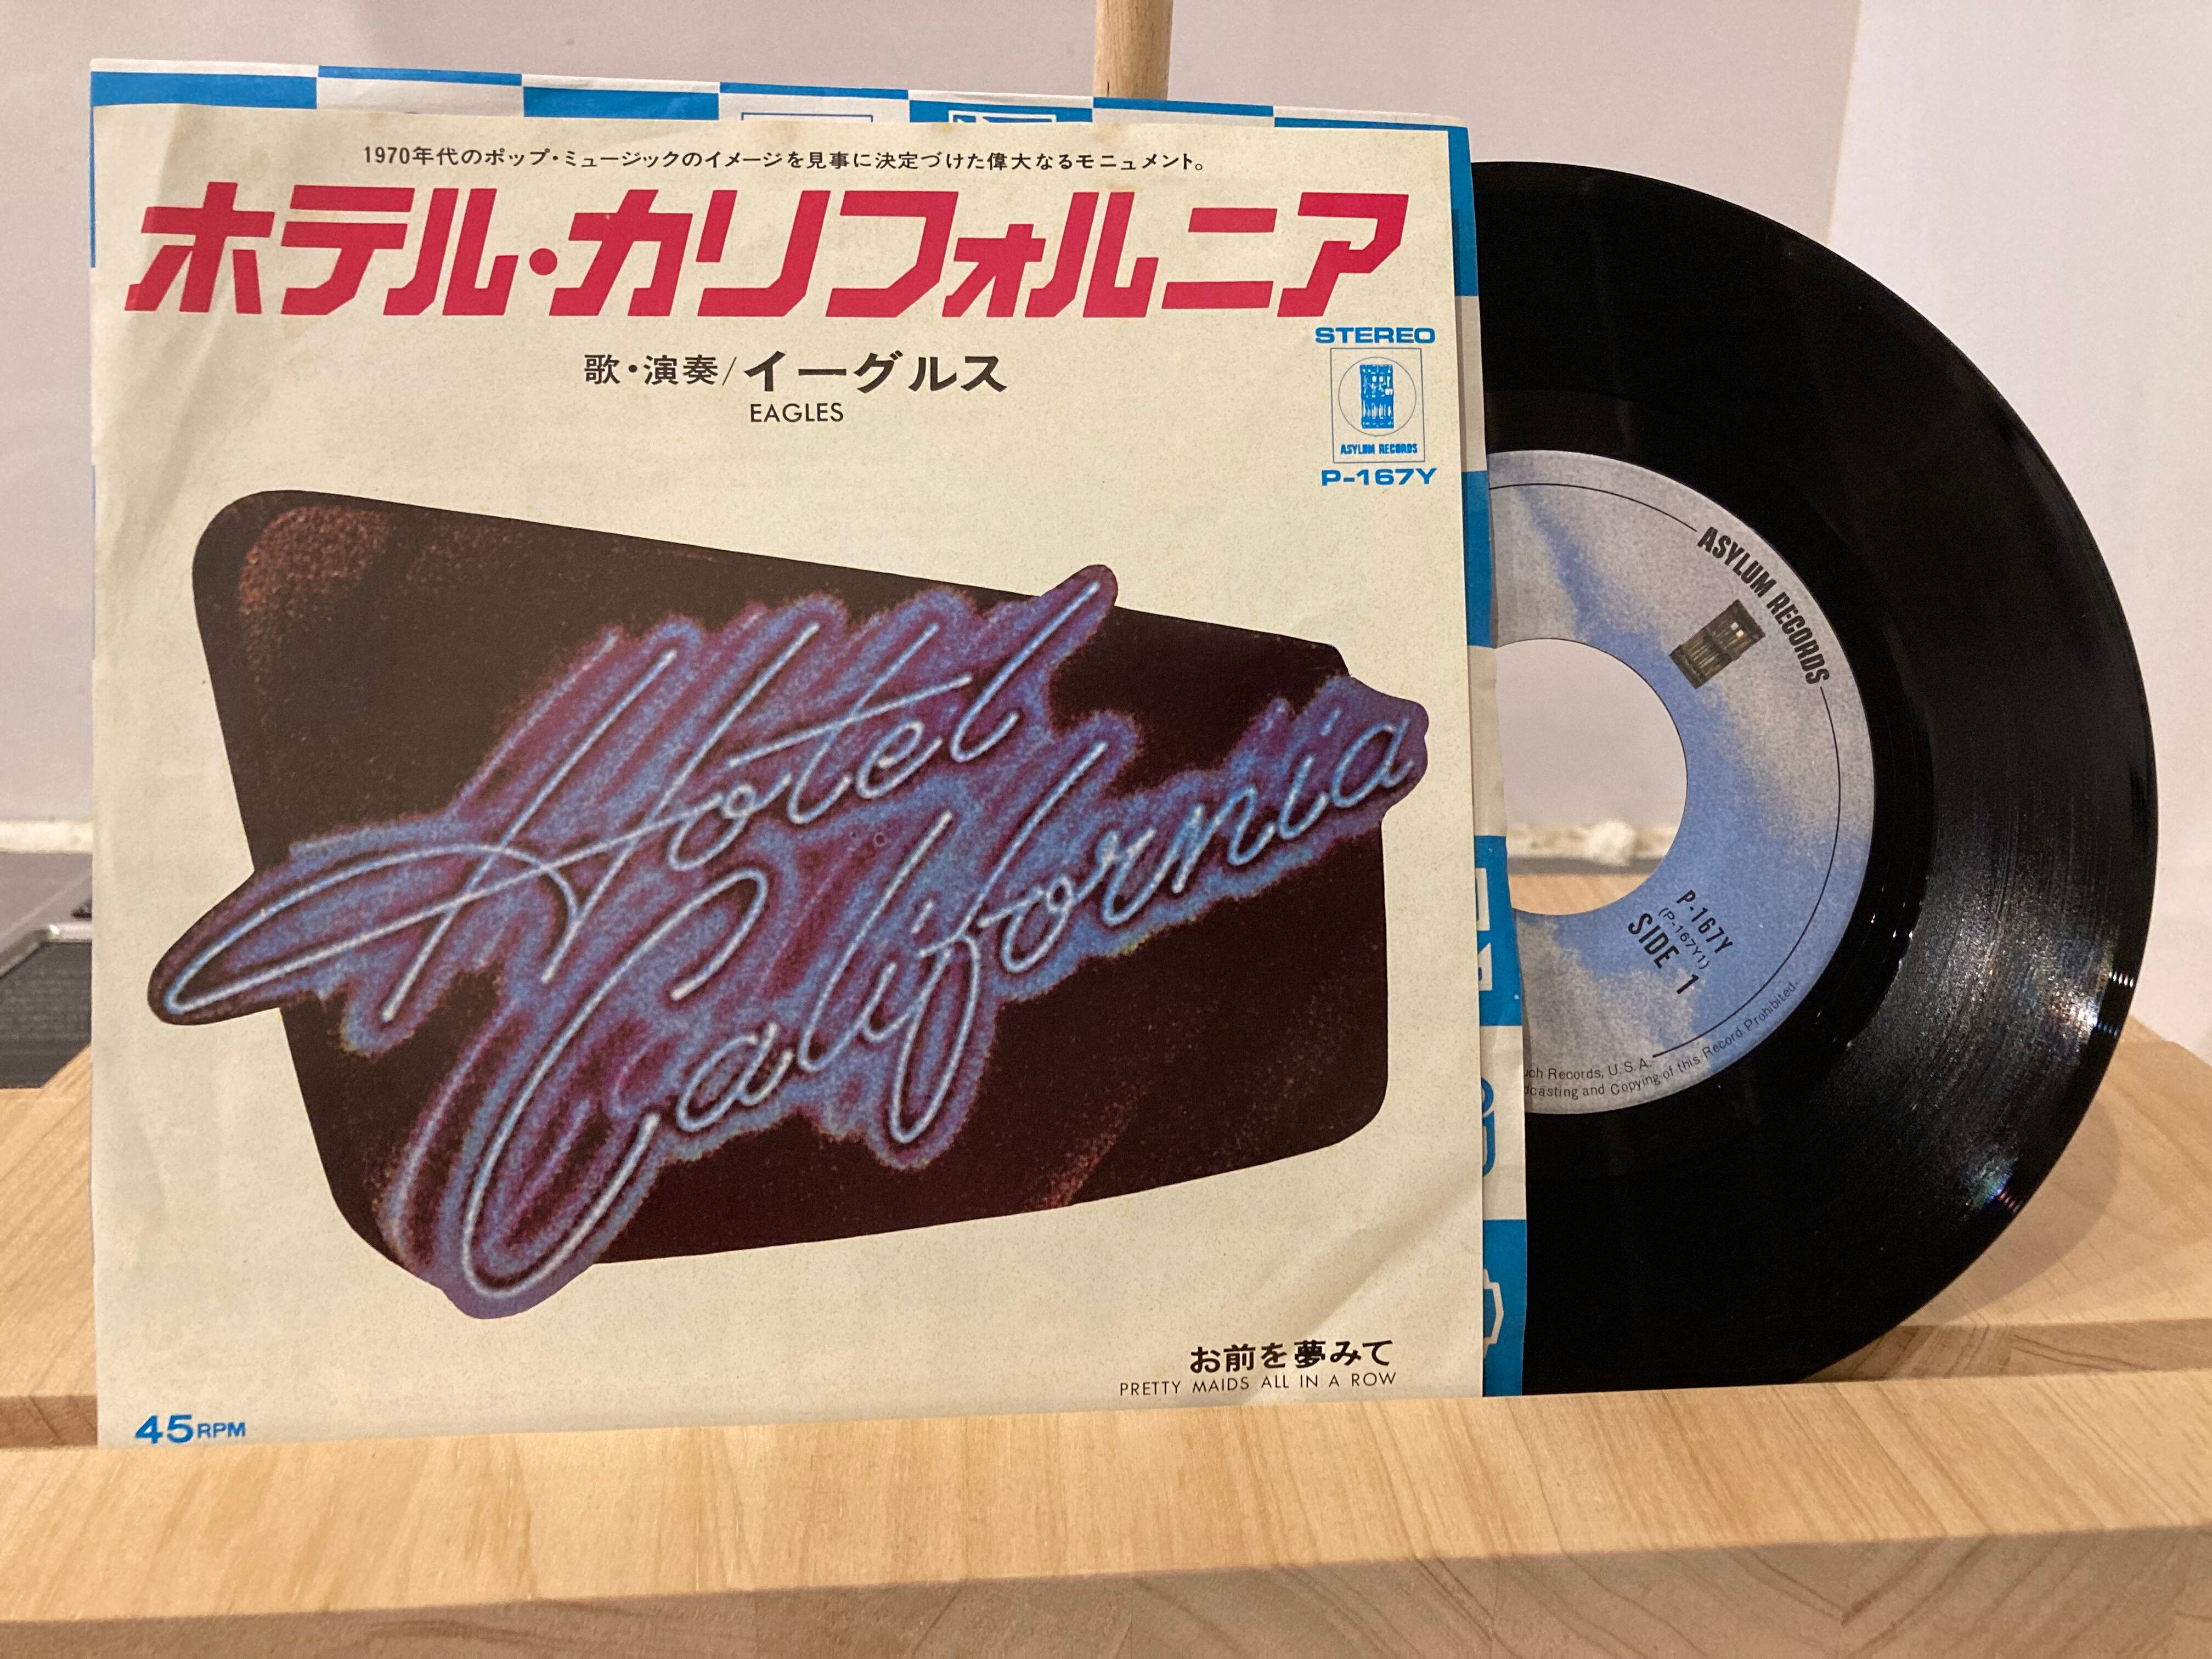 1970年代のポップ・ミュージックのイメージを見事に決定づけた偉大なるモニュメント。
ホテル・カリフォルニア
歌・演奏/イーグルス
EAGLES
STEREO
ASYLUM RECORDS
P-167Y
Hotel
California
お前を夢みて
PRETTY MAIDS ALL IN A ROW
45RPM
ASYLUM RECORDS
P-167Y
(P-167Y1)
SIDE 1
Records, U.S.A.
and Copying of this Record Prohibited.